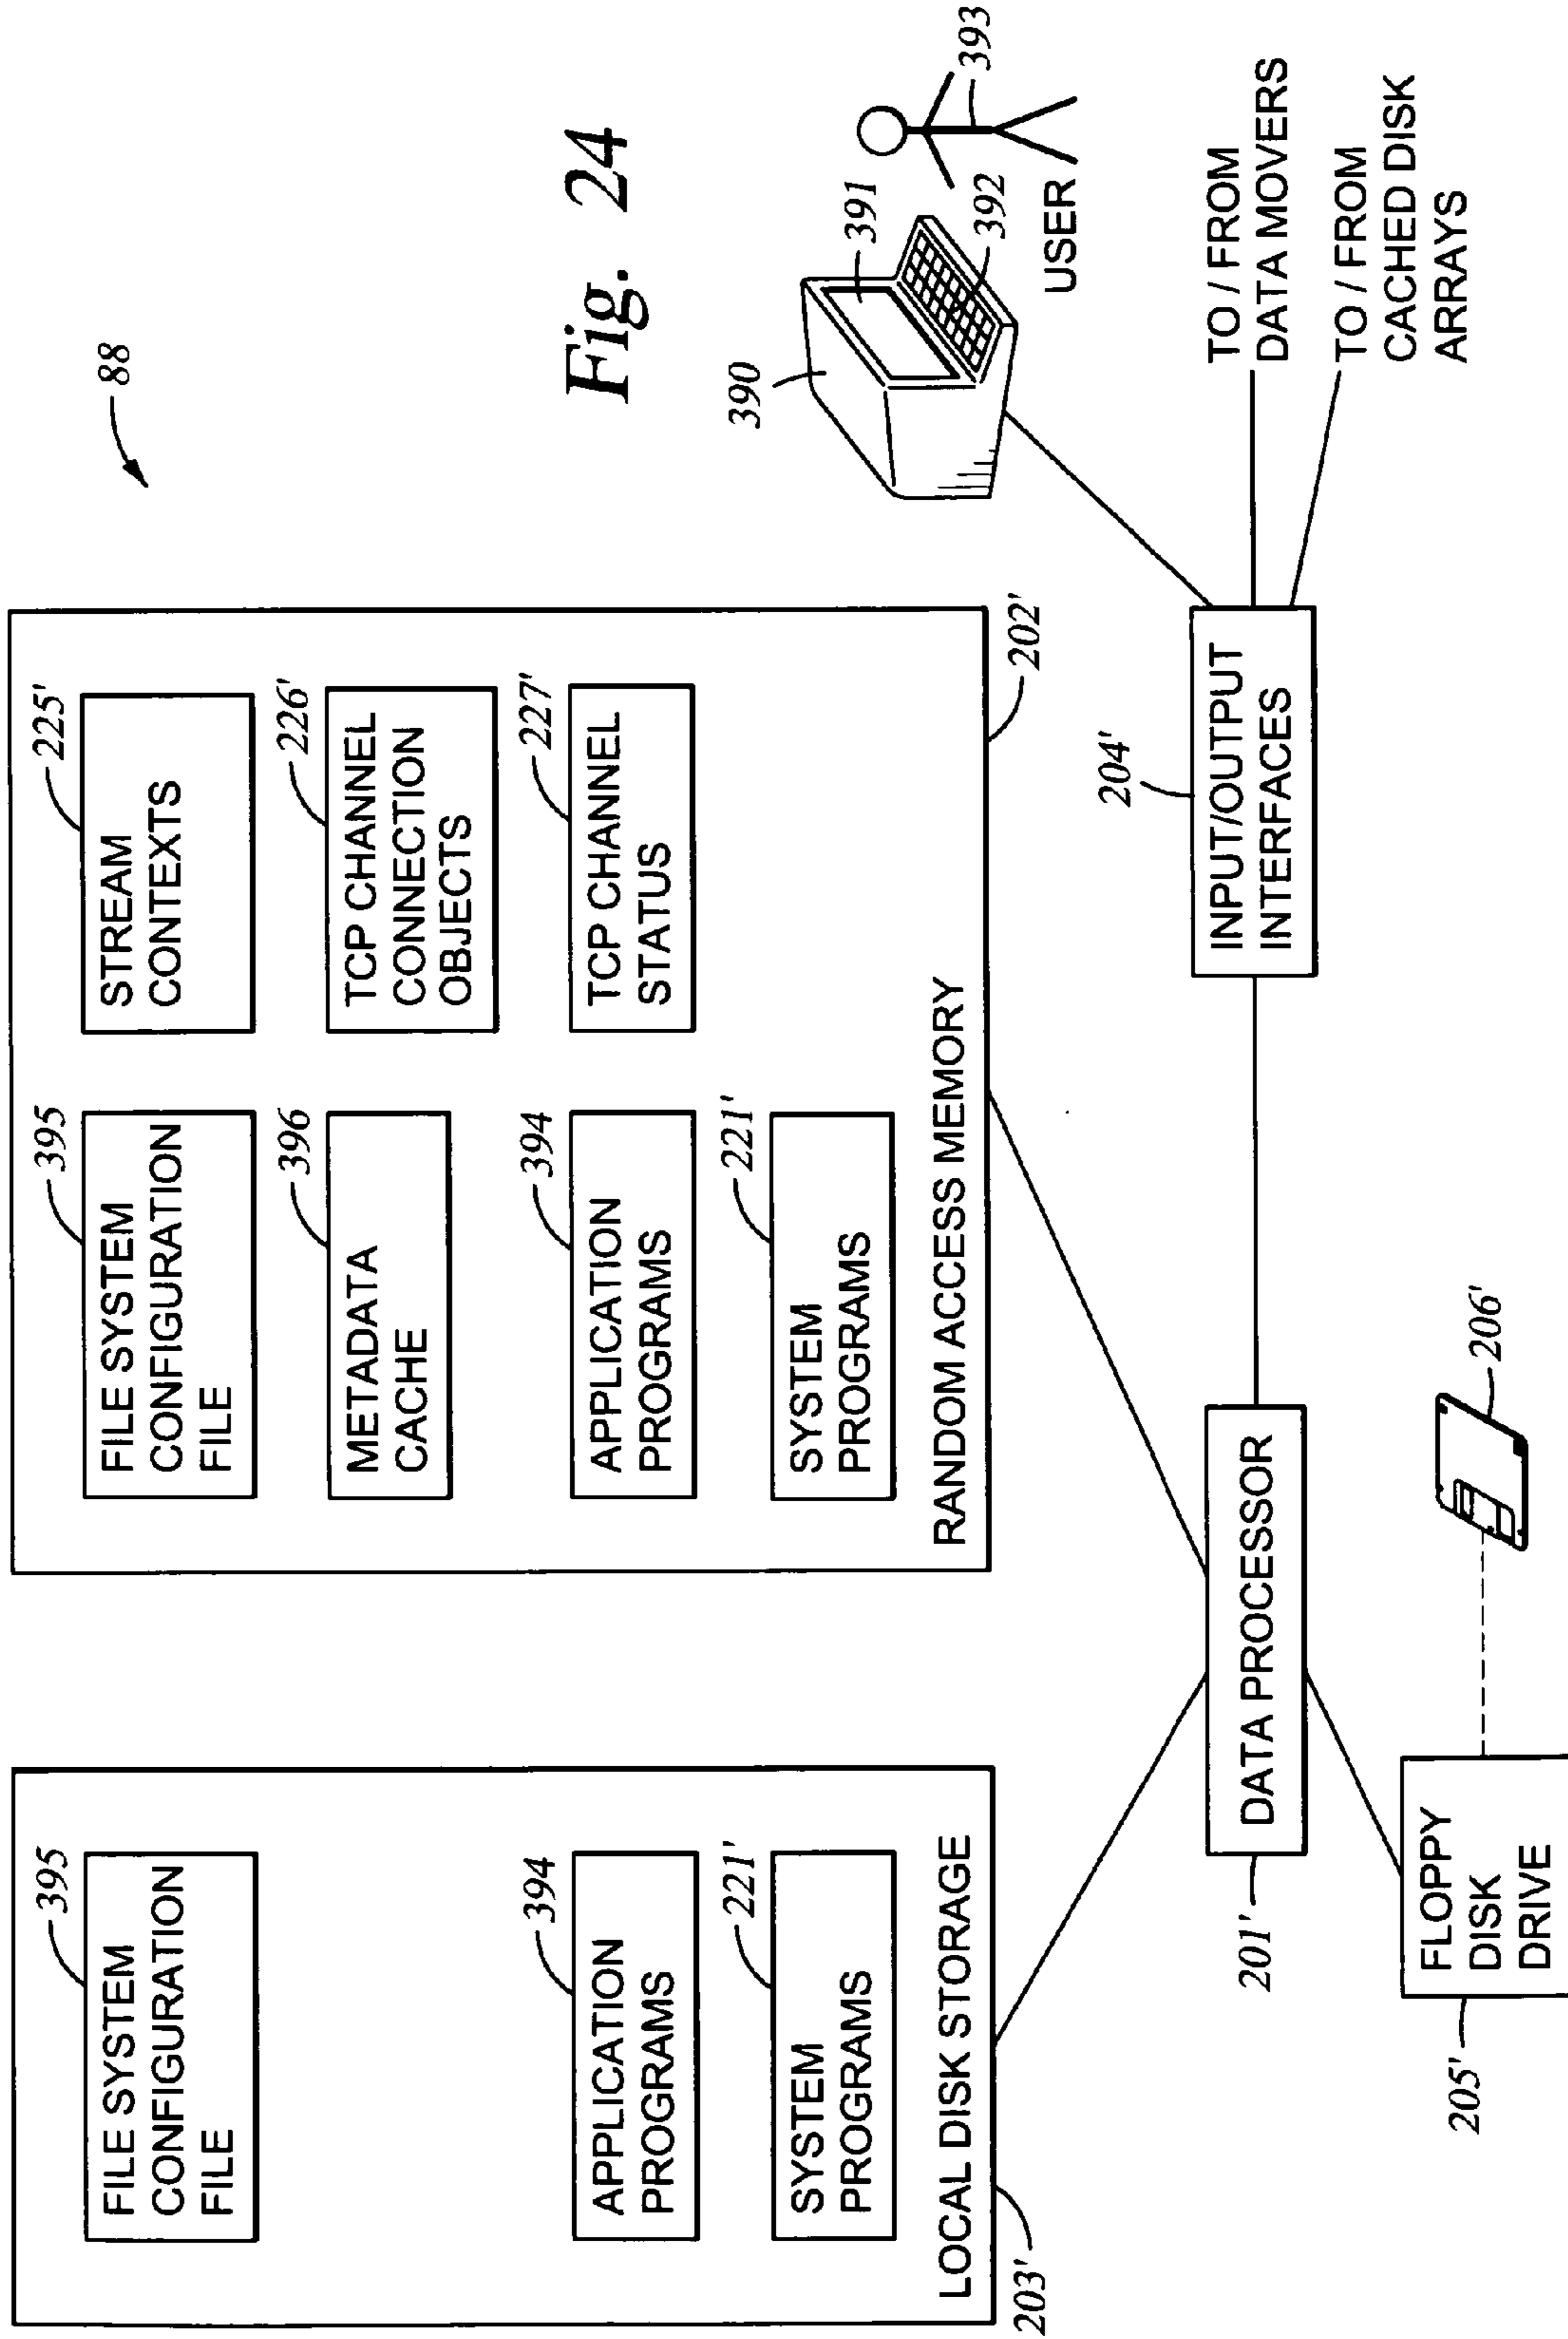 88
Fig. 24
395
FILE SYSTEM
CONFIGURATION
FILE
394
APPLICATION
PROGRAMS
221'
SYSTEM
PROGRAMS
LOCAL DISK STORAGE
203'
395
FILE SYSTEM
CONFIGURATION
FILE
396
METADATA
CACHE
394
APPLICATION
PROGRAMS
221'
SYSTEM
PROGRAMS
225'
STREAM
CONTEXTS
226'
TCP CHANNEL
CONNECTION
OBJECTS
227'
TCP CHANNEL
STATUS
RANDOM ACCESS MEMORY
202'
390
391
392
393
USER
201'
DATA PROCESSOR
204'
INPUT/OUTPUT
INTERFACES
TO / FROM
DATA MOVERS
TO / FROM
CACHED DISK
ARRAYS
205'
FLOPPY
DISK
DRIVE
206'